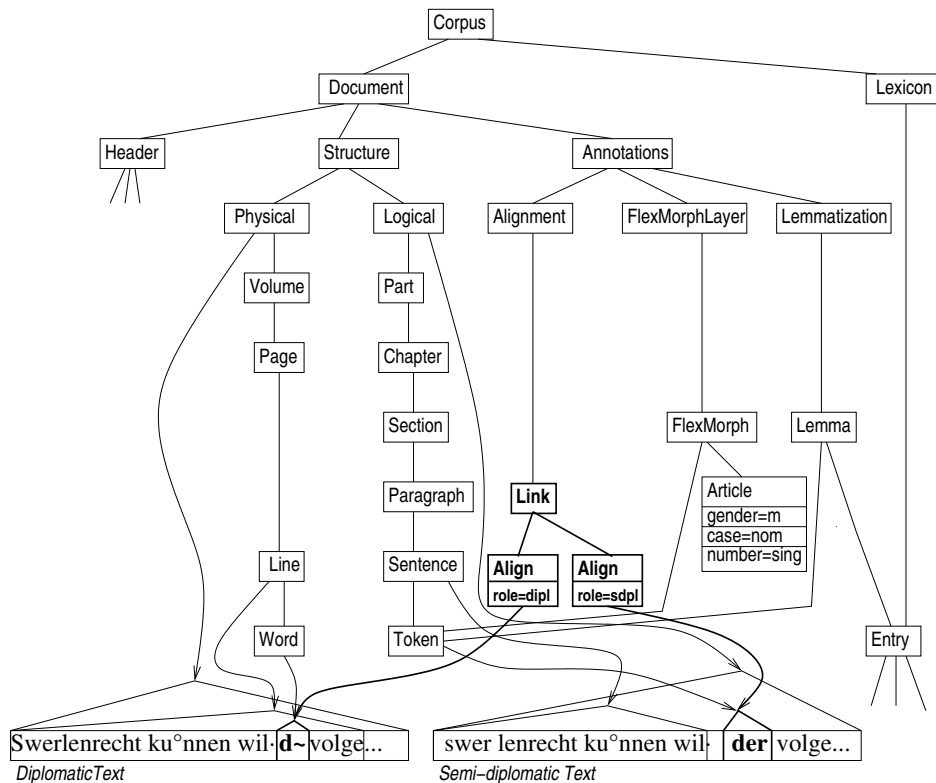 Corpus
Document Lexicon
Header Structure Annotations
Physical Logical Alignment FlexMorphLayer Lemmatization
Volume Part
Page Chapter
Section FlexMorph Lemma
Article
gender=m
case=nom
number=sing
Paragraph Link
Line Sentence Align Align
role=dipl role=sdpl
Word Token Entry
Swerlenrecht ku°nnen wil· d~ volge... swer lenrecht ku°nnen wil· der volge...
DiplomaticText Semi−diplomatic Text